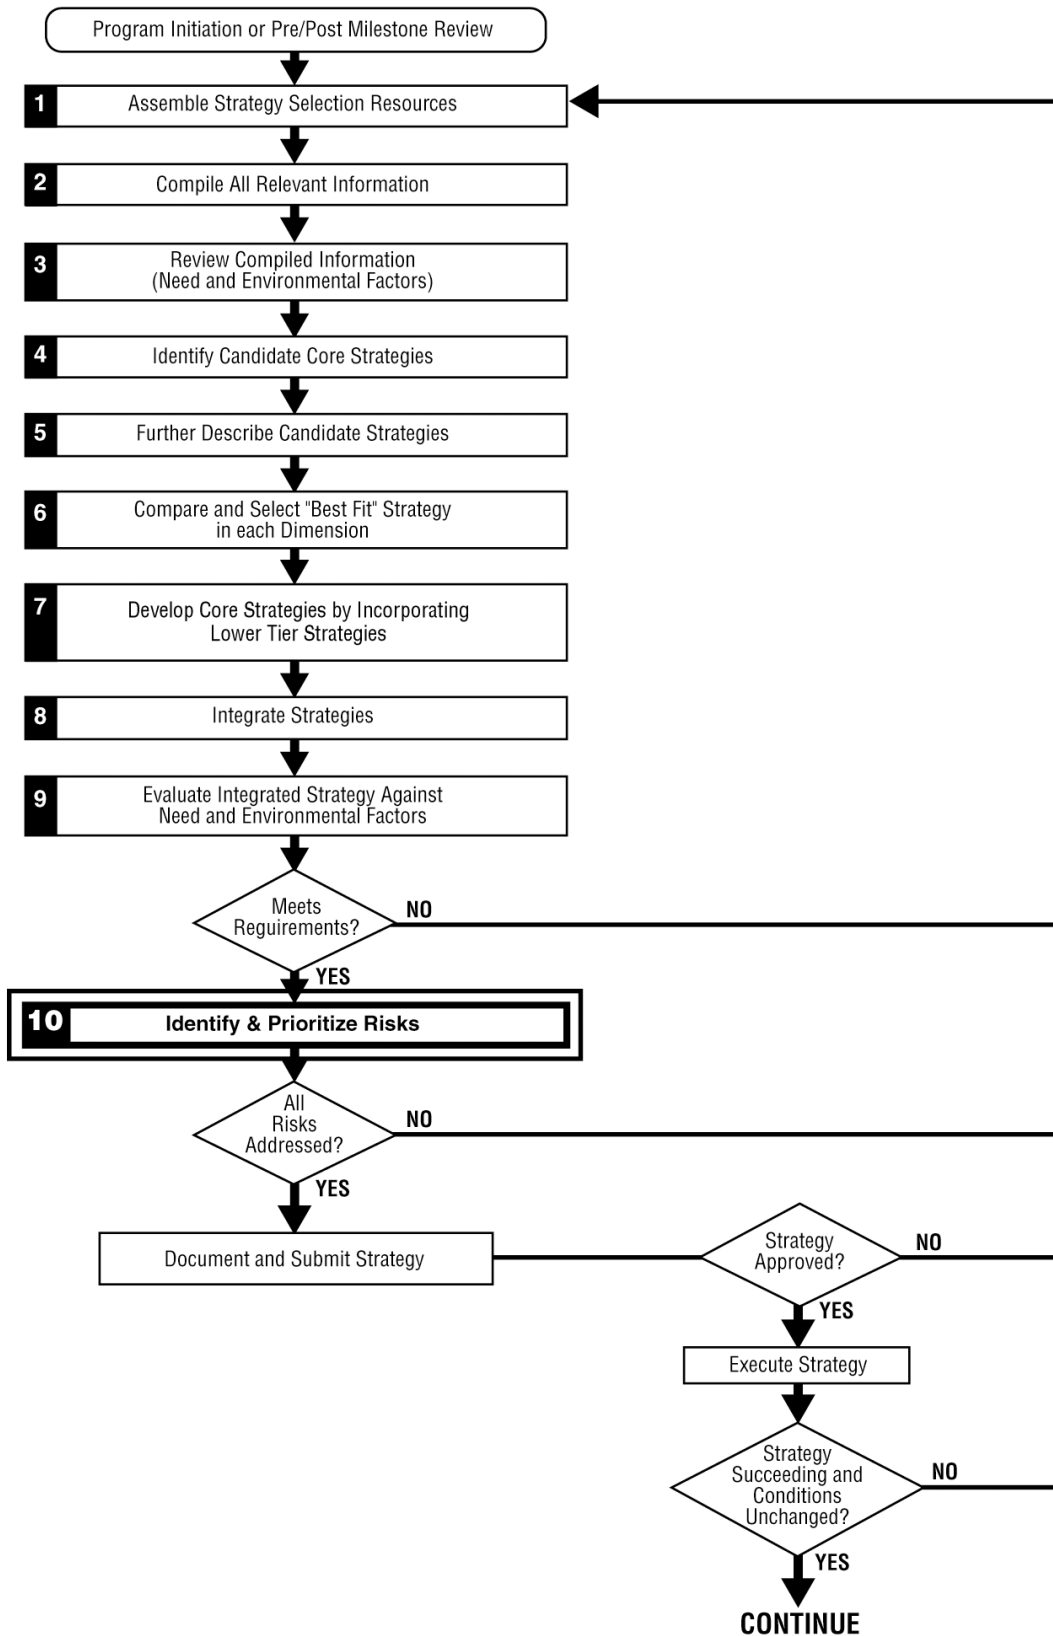 Program Initiation or Pre/Post Milestone Review
1 Assemble Strategy Selection Resources
2 Compile All Relevant Information
3 Review Compiled Information
(Need and Environmental Factors)
4 Identify Candidate Core Strategies
5 Further Describe Candidate Strategies
6 Compare and Select "Best Fit" Strategy
in each Dimension
7 Develop Core Strategies by Incorporating
Lower Tier Strategies
8 Integrate Strategies
9 Evaluate Integrated Strategy Against
Need and Environmental Factors
Meets
Reguirements?
NO
YES
10 Identify & Prioritize Risks
All
Risks
Addressed?
NO
YES
Document and Submit Strategy
Strategy
Approved?
NO
YES
Execute Strategy
Strategy
Succeeding and
Conditions
Unchanged?
NO
YES
CONTINUE